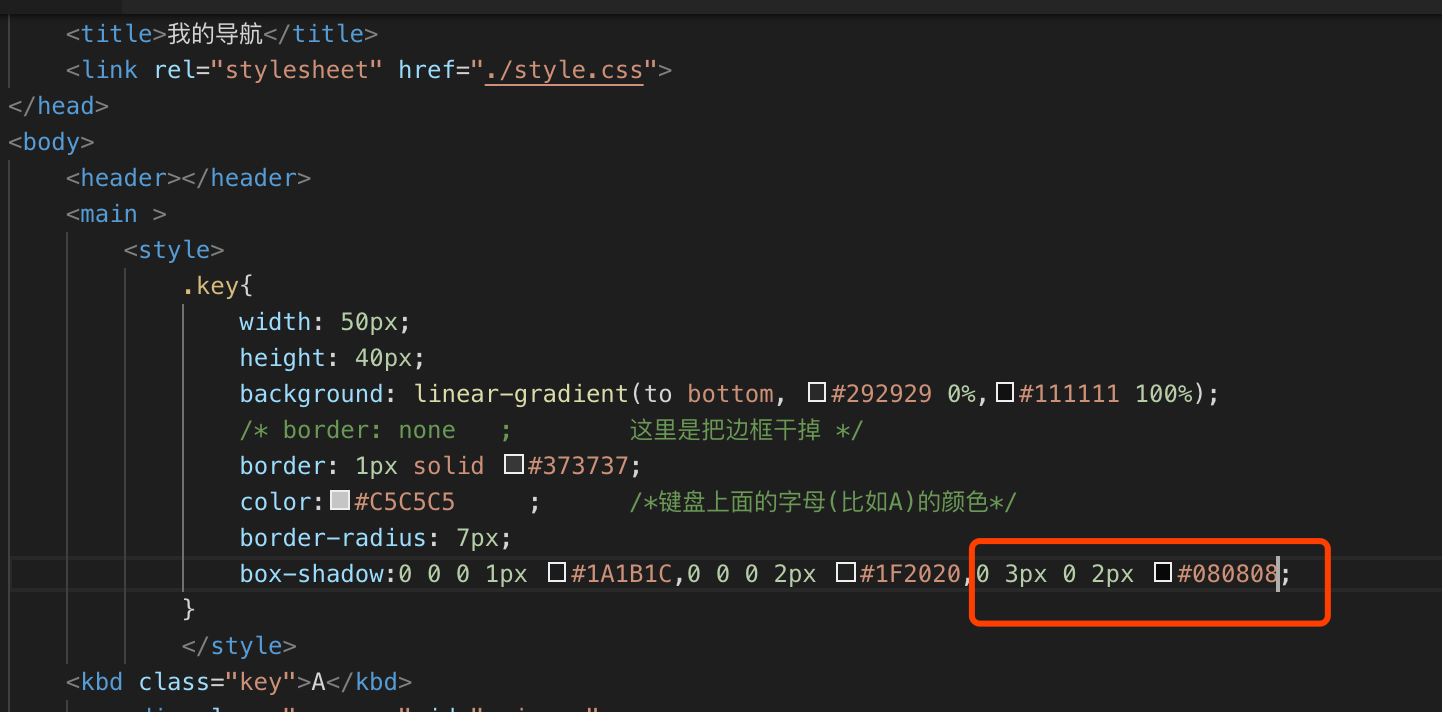 <title>我的导航</title>
<link rel="stylesheet" href="./style.css">
</head>
<body>
<header></header>
<main >
<style>
.key{
width: 50px;
height: 40px;
background: linear-gradient(to bottom, #292929 0%,#111111 100%);
/* border: none   ;        这里是把边框干掉 */
border: 1px solid #373737;
color:#C5C5C5     ;      /*键盘上面的字母(比如A)的颜色*/
border-radius: 7px;
box-shadow:0 0 0 1px #1A1B1C,0 0 0 2px #1F2020,0 3px 0 2px #080808;
}
</style>
<kbd class="key">A</kbd>